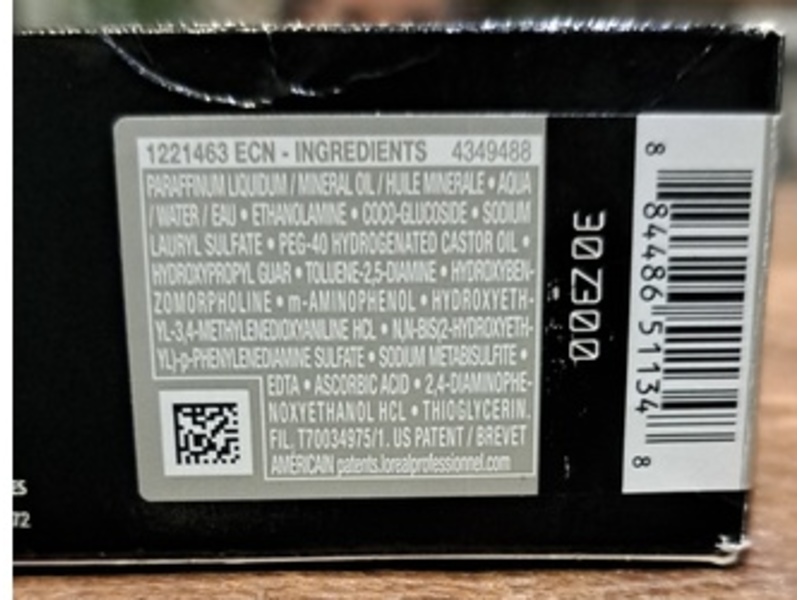 1221463 ECN - INGREDIENTS 4349488
PARAFFINUM LIQUIDUM / MINERAL OIL / HUILE MINERALE • AQUA
/ WATER / EAU • ETHANOLAMINE • COCO-GLUCOSIDE • SODIUM
LAURYL SULFATE • PEG-40 HYDROGENATED CASTOR OIL •
HYDROXYPROPYL GUAR • TOLUENE-2,5-DIAMINE • HYDROXYBEN-
ZOMORPHOLINE • m-AMINOPHENOL • HYDROXYETH-
YL-3,4-METHYLENEDIOXYANILINE HCL • N,N-BIS(2-HYDROXYETH-
YL)-p-PHENYLENEDIAMINE SULFATE • SODIUM METABISULFITE •
EDTA • ASCORBIC ACID • 2,4-DIAMINOPHE-
NOXYETHANOL HCL • THIOGLYCERIN.
FIL. T70034975/1. US PATENT / BREVET
AMÉRICAIN patents.lorealprofessionnel.com
30Z300
8 84486 51134 8
ES
72